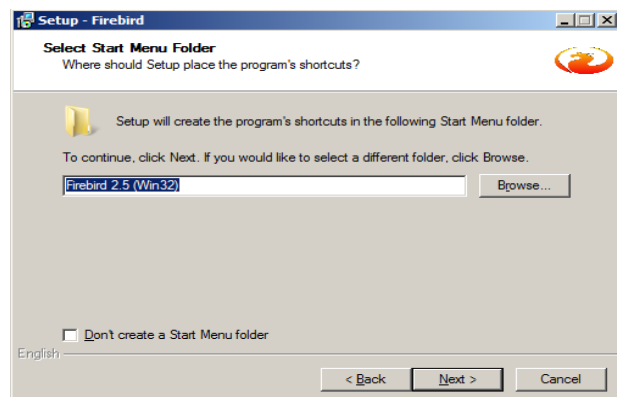 Setup - Firebird
Select Start Menu Folder
Where should Setup place the program's shortcuts?
Setup will create the program's shortcuts in the following Start Menu folder.
To continue, click Next. If you would like to select a different folder, click Browse.
Firebird 2.5 (Win32)
Browse...
Don't create a Start Menu folder
English
< Back
Next >
Cancel